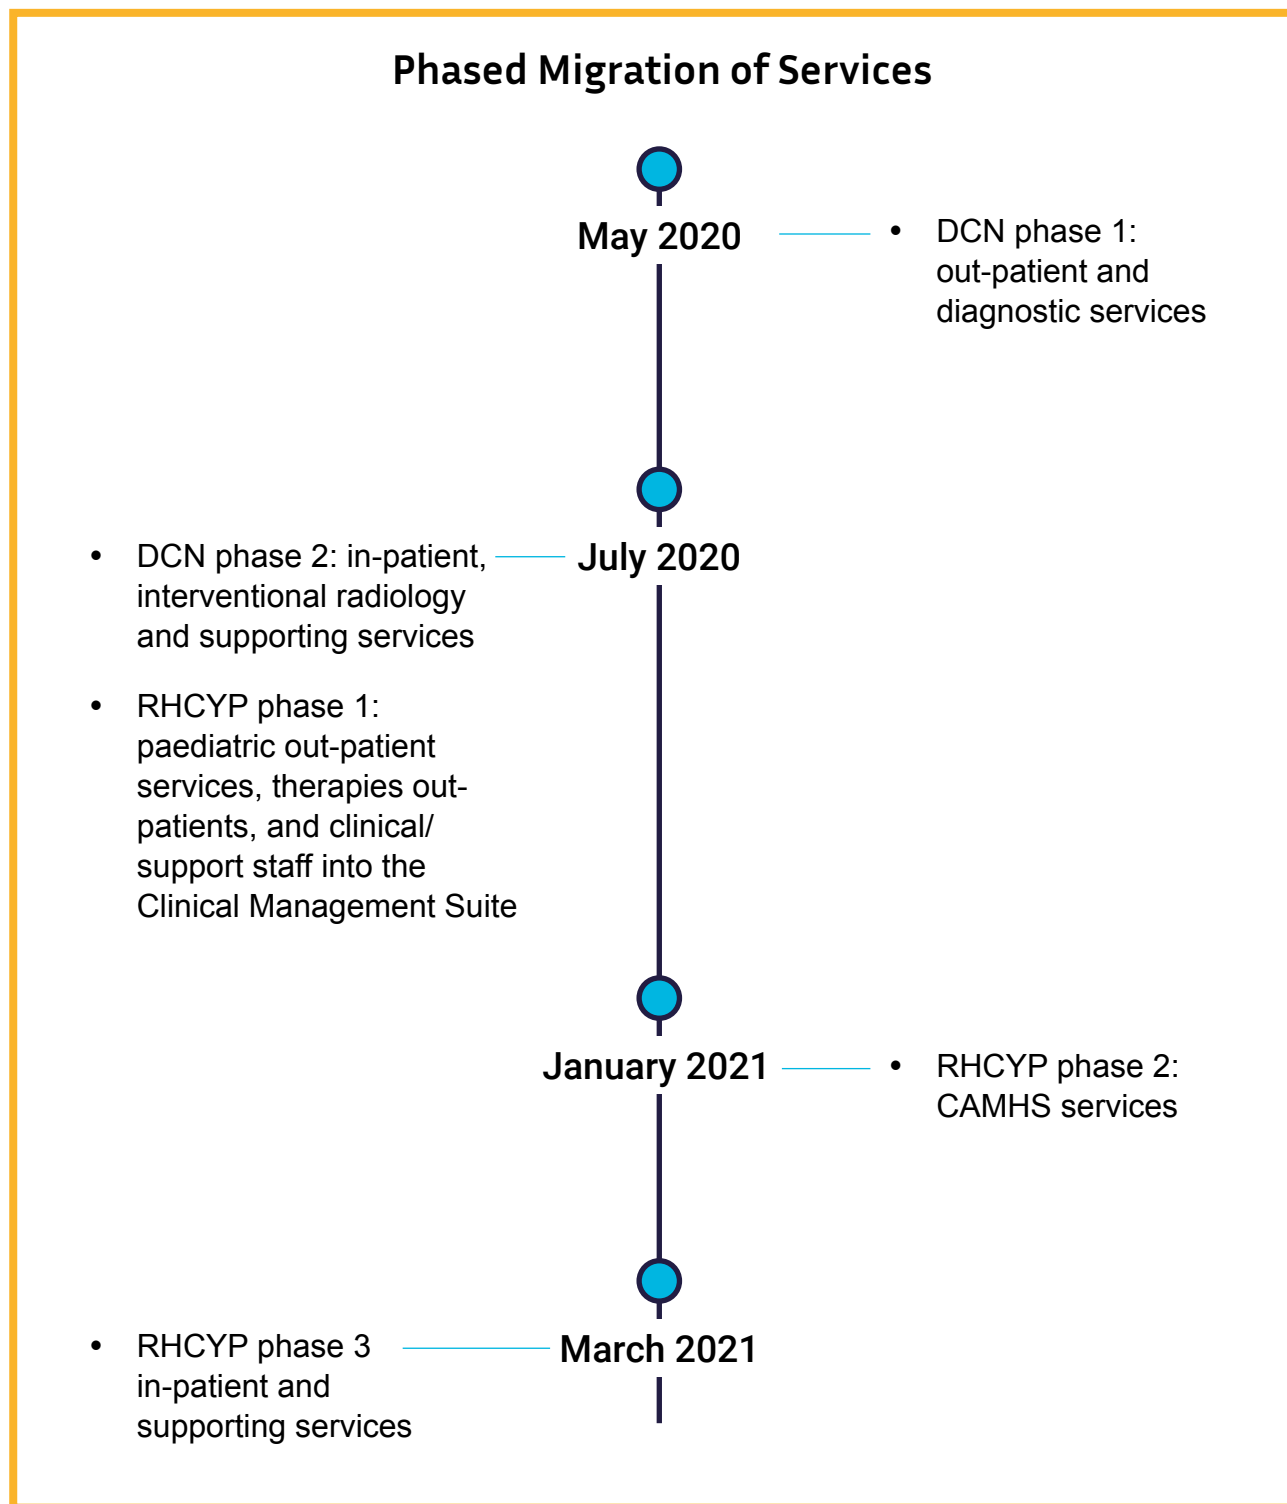 Phased Migration of Services
May 2020
• DCN phase 1:
out-patient and
diagnostic services
July 2020
• DCN phase 2: in-patient,
interventional radiology
and supporting services
• RHCYP phase 1:
paediatric out-patient
services, therapies out-
patients, and clinical/
support staff into the
Clinical Management Suite
January 2021
• RHCYP phase 2:
CAMHS services
March 2021
• RHCYP phase 3
in-patient and
supporting services